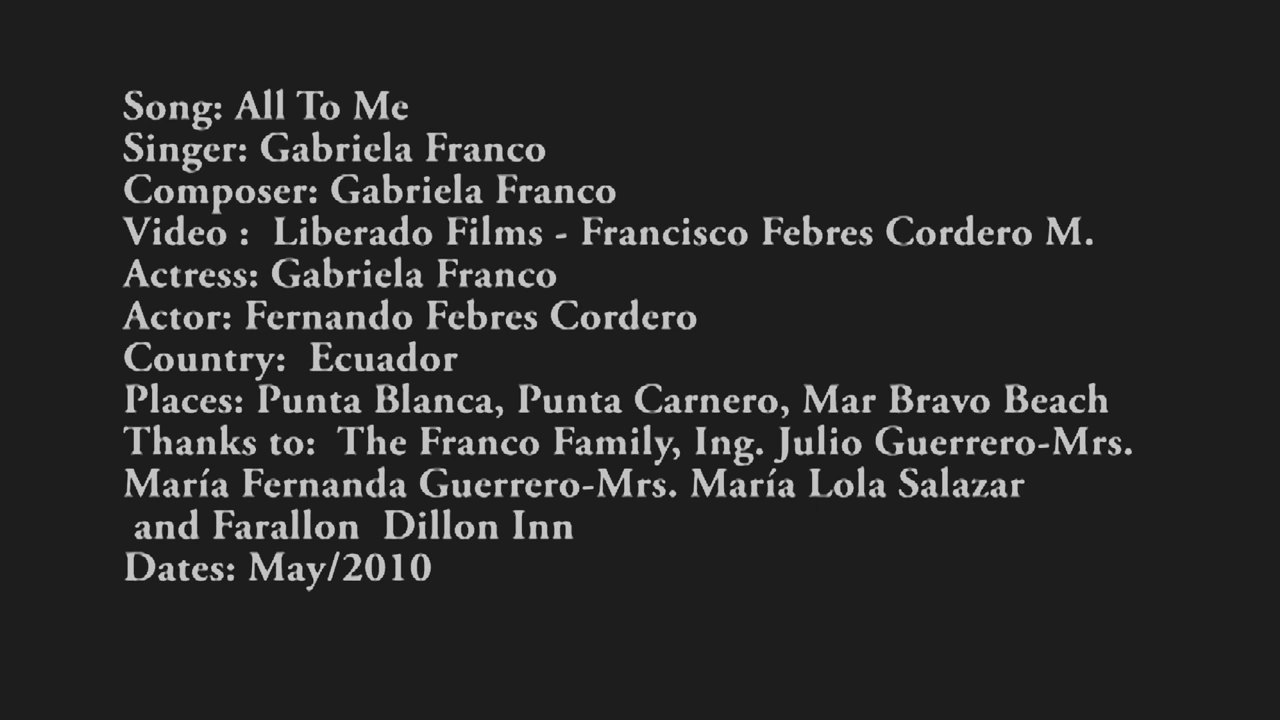 Song: All To Me
Singer: Gabriela Franco
Composer: Gabriela Franco
Video :  Liberado Films - Francisco Febres Cordero M.
Actress: Gabriela Franco
Actor: Fernando Febres Cordero
Country:  Ecuador
Places: Punta Blanca, Punta Carnero, Mar Bravo Beach
Thanks to:  The Franco Family, Ing. Julio Guerrero-Mrs.
María Fernanda Guerrero-Mrs. María Lola Salazar
and Farallon  Dillon Inn
Dates: May/2010